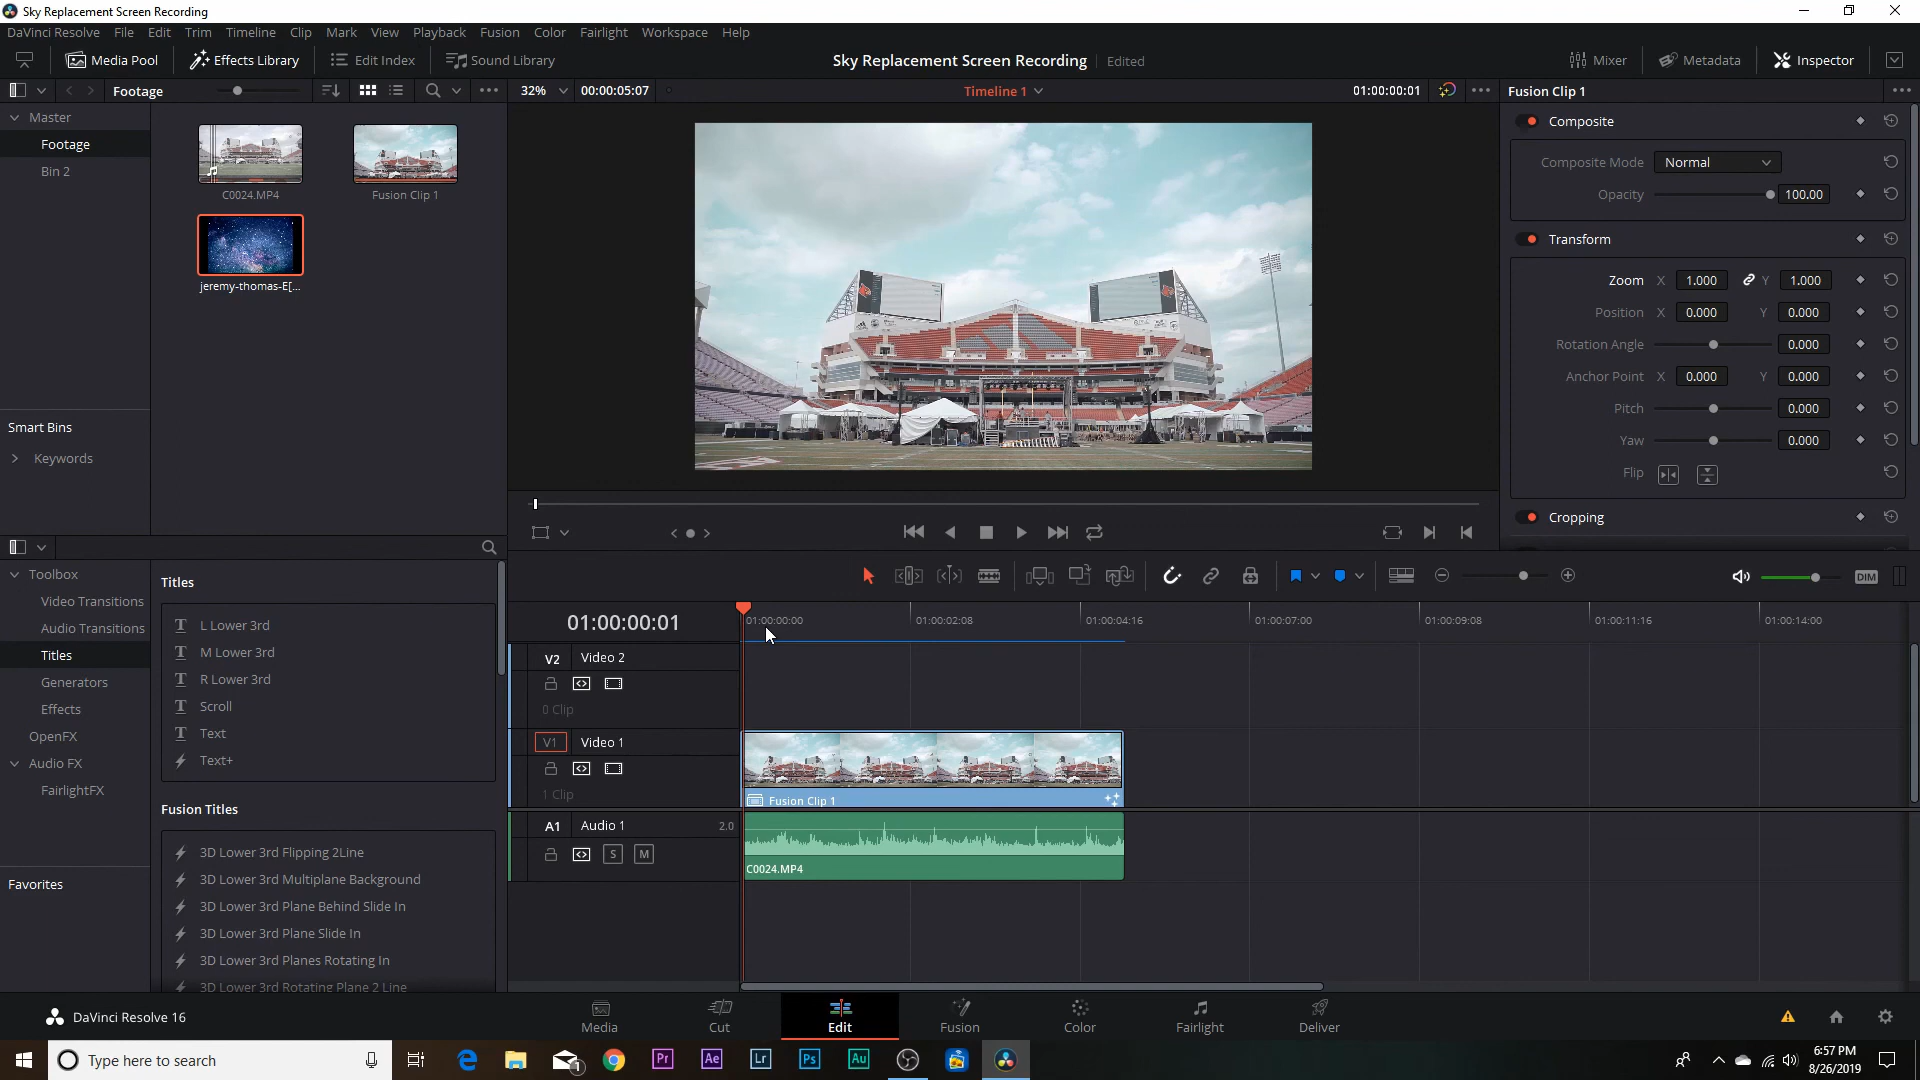 Sky Replacement Screen Recording
DaVinci Resolve File Edit Trim Timeline Clip Mark View Playback Fusion Color Fairlight Workspace Help
Media Pool Effects Library Edit Index Sound Library Sky Replacement Screen Recording Edited Mixer Metadata Inspector
Footage 32% 00:00:05:07 Timeline 1 01:00:00:01 Fusion Clip 1
Master
Footage
Bin 2
C0024.MP4 Fusion Clip 1
jeremy-thomas-E[...
Smart Bins
Keywords
Composite
Composite Mode Normal
Opacity 100.00
Transform
Zoom X 1.000 Y 1.000
Position X 0.000 Y 0.000
Rotation Angle 0.000
Anchor Point X 0.000 Y 0.000
Pitch 0.000
Yaw 0.000
Flip
Cropping
Toolbox
Video Transitions
Audio Transitions
Titles
Generators
Effects
OpenFX
Audio FX
FairlightFX
Favorites
Titles
L Lower 3rd
M Lower 3rd
R Lower 3rd
Scroll
Text
Text+
Fusion Titles
3D Lower 3rd Flipping 2Line
3D Lower 3rd Multiplane Background
3D Lower 3rd Plane Behind Slide In
3D Lower 3rd Plane Slide In
3D Lower 3rd Planes Rotating In
3D Lower 3rd Rotating Plane 2 Line
DIM
01:00:00:01 01:00:00:00 01:00:02:08 01:00:04:16 01:00:07:00 01:00:09:08 01:00:11:16 01:00:14:00
V2 Video 2
0 Clip
V1 Video 1
1 Clip
Fusion Clip 1
A1 Audio 1 2.0
S M
C0024.MP4
DaVinci Resolve 16 Media Cut Edit Fusion Color Fairlight Deliver
Type here to search 1 Pr Ae Lr Ps Au 6:57 PM
8/26/2019